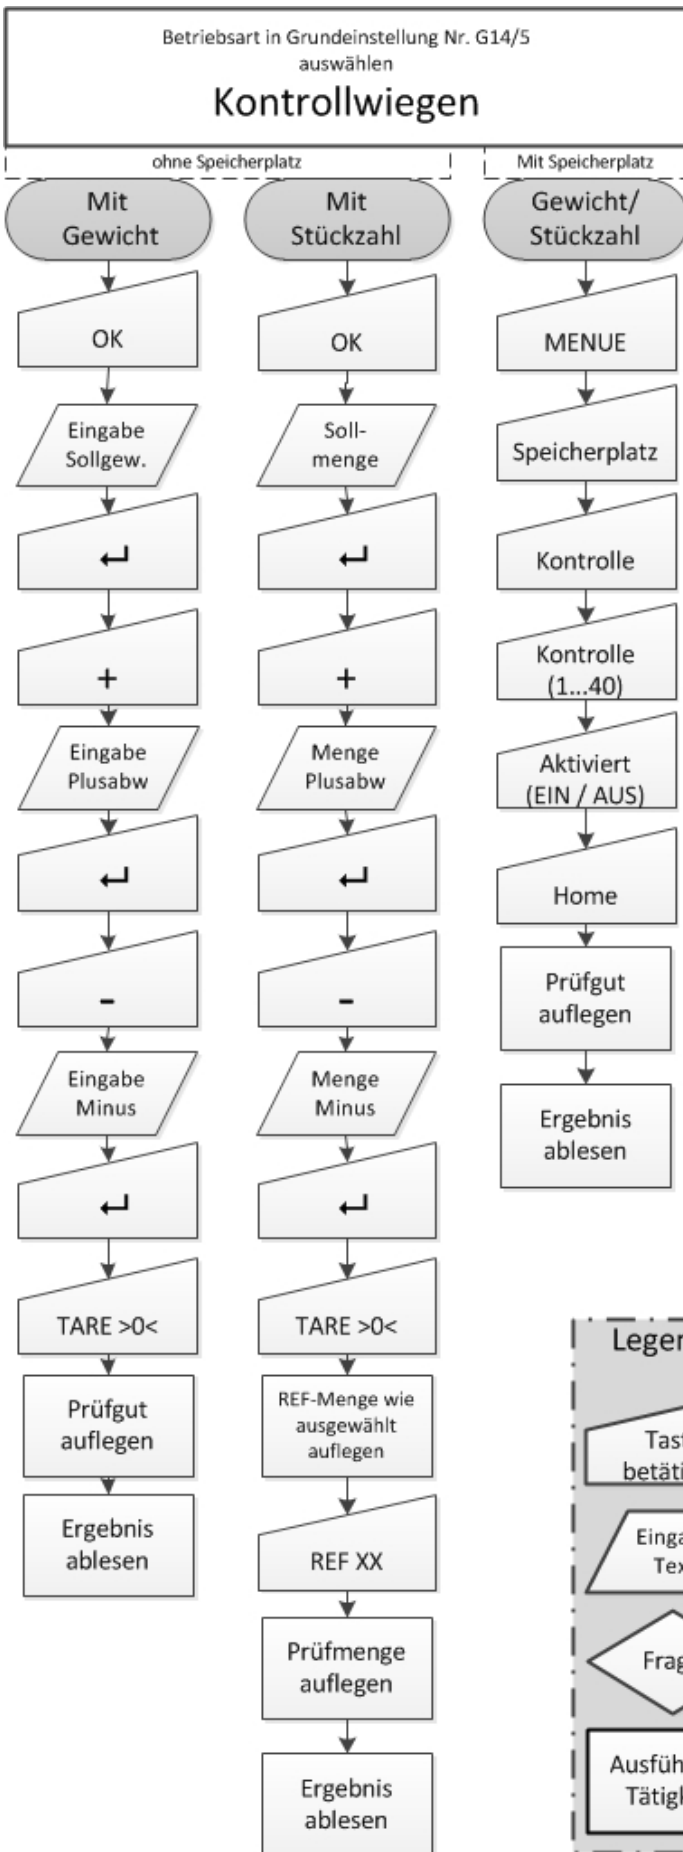 Betriebsart in Grundeinstellung Nr. G14/5
auswählen
Kontrollwiegen
ohne Speicherplatz
Mit
Gewicht
OK
Eingabe
Sollgew.
↵
+
Eingabe
Plusabw
↵
-
Eingabe
Minus
↵
TARE >0<
Prüfgut
auflegen
Ergebnis
ablesen
Mit
Stückzahl
OK
Soll-
menge
↵
+
Menge
Plusabw
↵
-
Menge
Minus
↵
TARE >0<
REF-Menge wie
ausgewählt
auflegen
REF XX
Prüfmenge
auflegen
Ergebnis
ablesen
Mit Speicherplatz
Gewicht/
Stückzahl
MENUE
Speicherplatz
Kontrolle
Kontrolle
(1...40)
Aktiviert
(EIN / AUS)
Home
Prüfgut
auflegen
Ergebnis
ablesen